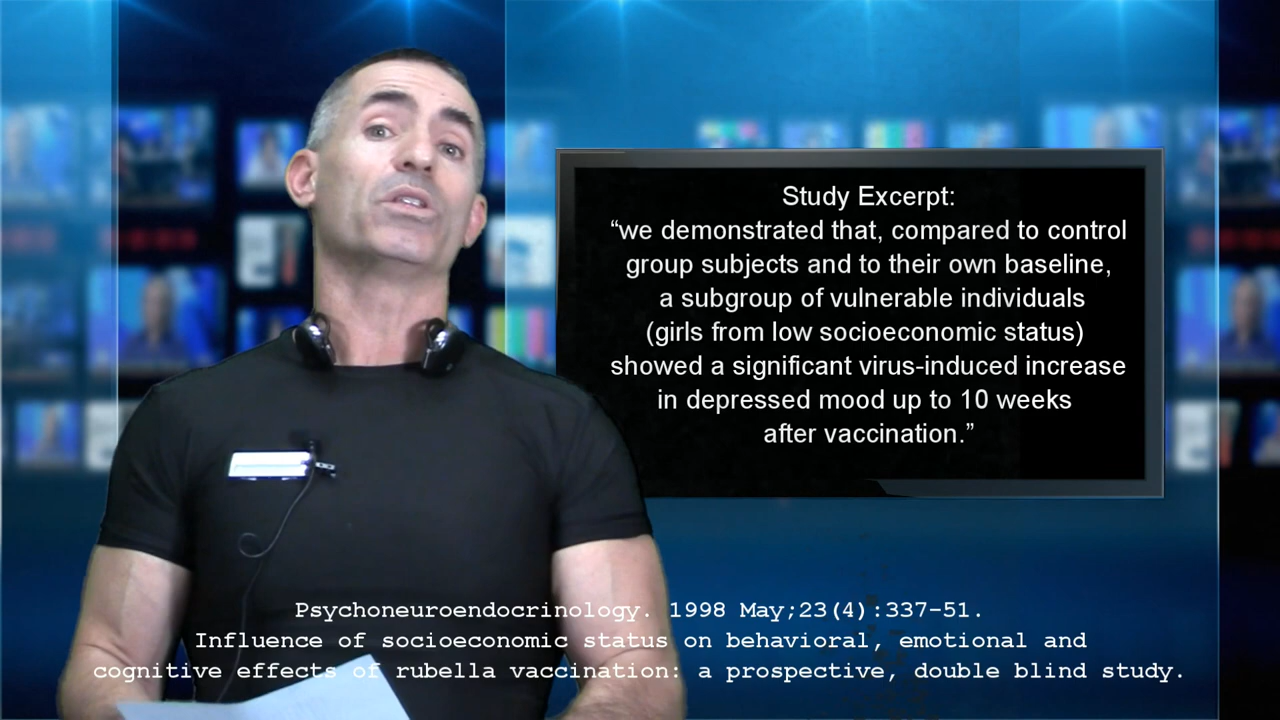 Study Excerpt:
“we demonstrated that, compared to control
group subjects and to their own baseline,
a subgroup of vulnerable individuals
(girls from low socioeconomic status)
showed a significant virus-induced increase
in depressed mood up to 10 weeks
after vaccination.”
Psychoneuroendocrinology. 1998 May;23(4):337-51.
Influence of socioeconomic status on behavioral, emotional and
cognitive effects of rubella vaccination: a prospective, double blind study.